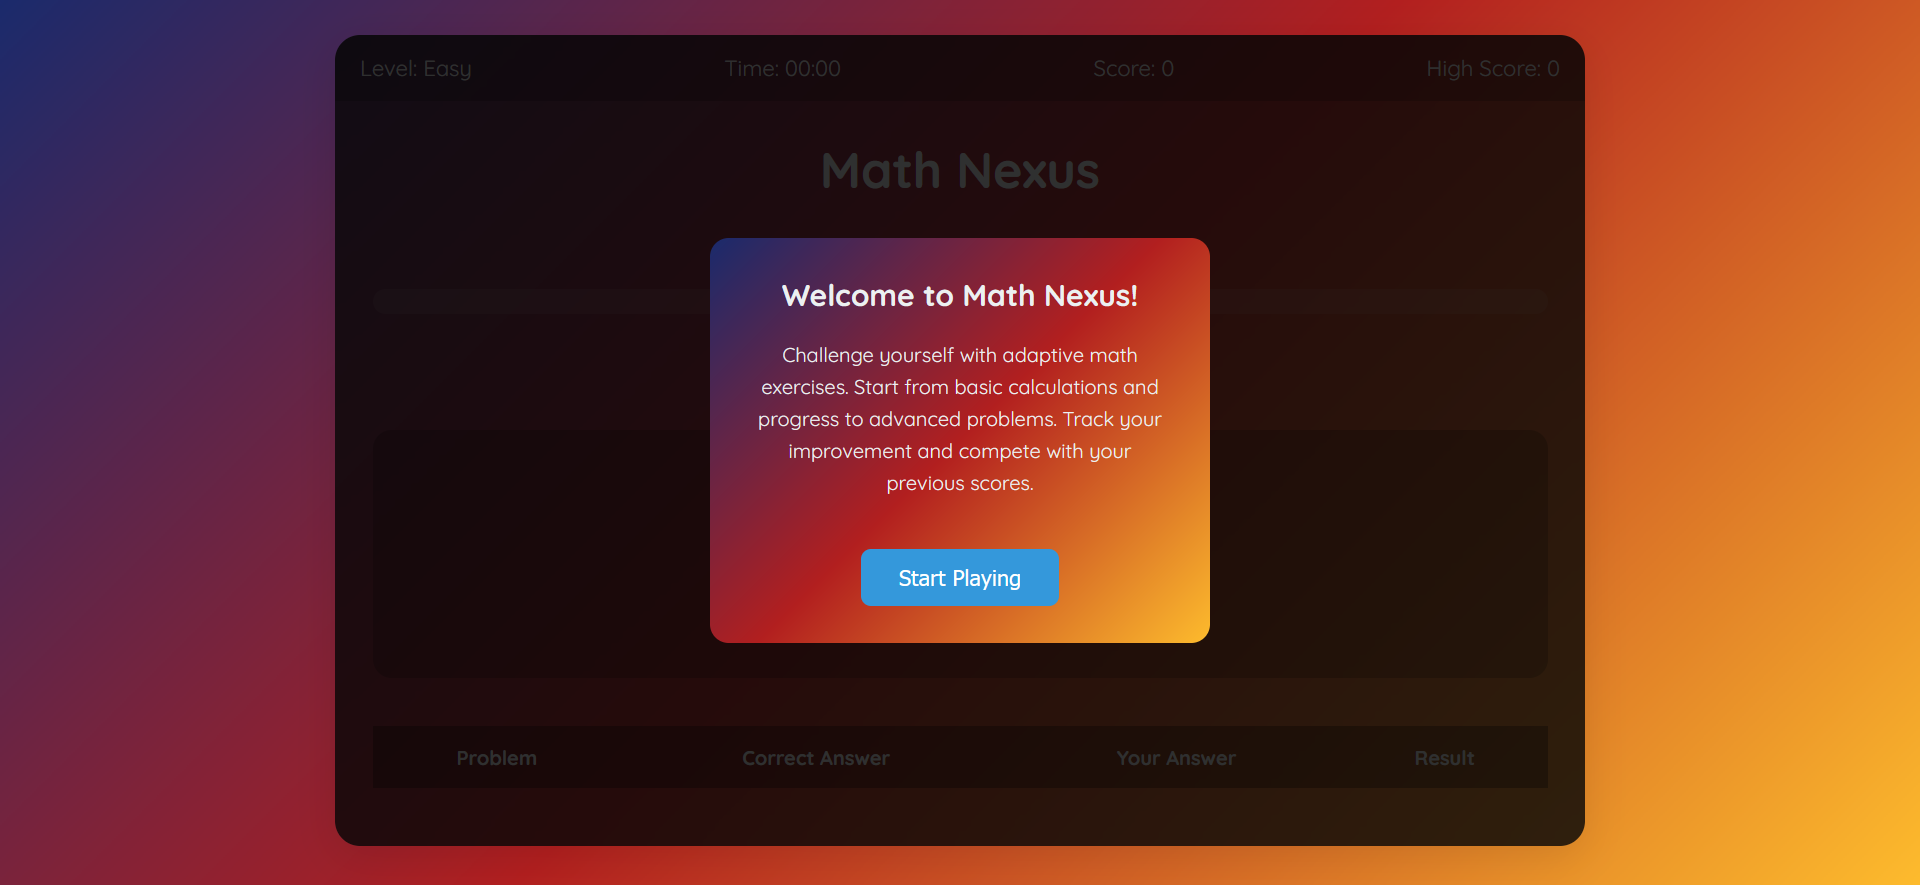 Level: Easy Time: 00:00 Score: 0 High Score: 0
Math Nexus
Welcome to Math Nexus!
Challenge yourself with adaptive math
exercises. Start from basic calculations and
progress to advanced problems. Track your
improvement and compete with your
previous scores.
Start Playing
Problem Correct Answer Your Answer Result